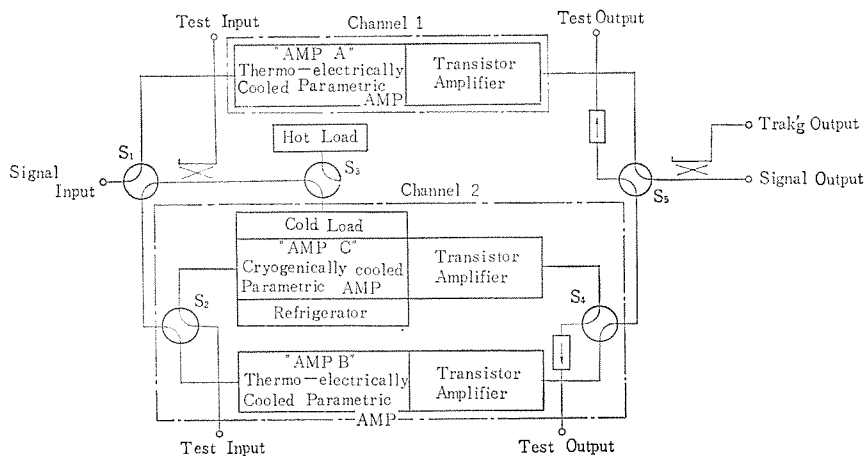 Test Input
Channel 1
Test Output
"AMP A"
Thermo-electrically
Cooled Parametric
AMP
Transistor
Amplifier
Hot Load
Trak'g Output
S₁
S₃
Signal
Input
Signal Output
S₅
Channel 2
Cold Load
"AMP C"
Cryogenically cooled
Parametric AMP
Transistor
Amplifier
S₂
S₄
Refrigerator
"AMP B"
Thermo-electrically
Cooled Parametric
AMP
Transistor
Amplifier
Test Input
Test Output